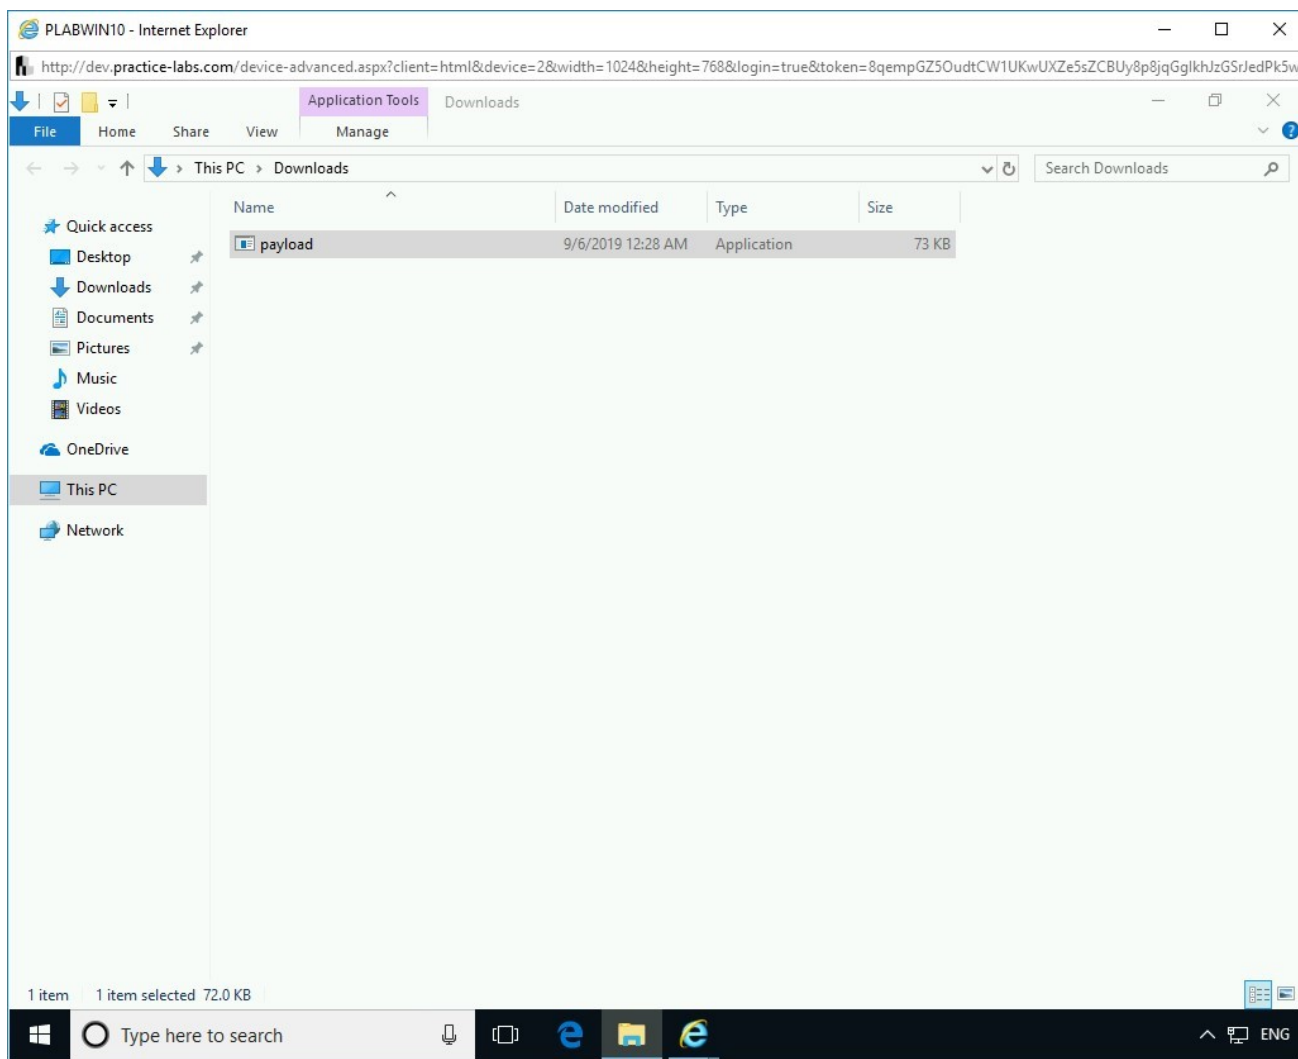 PLABWIN10 - Internet Explorer
http://dev.practice-labs.com/device-advanced.aspx?client=html&device=2&width=1024&height=768&login=true&token=
Application Tools Downloads
File Home Share View Manage
This PC > Downloads Search Downloads
Name Date modified Type Size
payload 9/6/2019 12:28 AM Application 73 KB
Quick access
Desktop
Downloads
Documents
Pictures
Music
Videos
OneDrive
This PC
Network
1 item 1 item selected 72.0 KB
Type here to search ENG